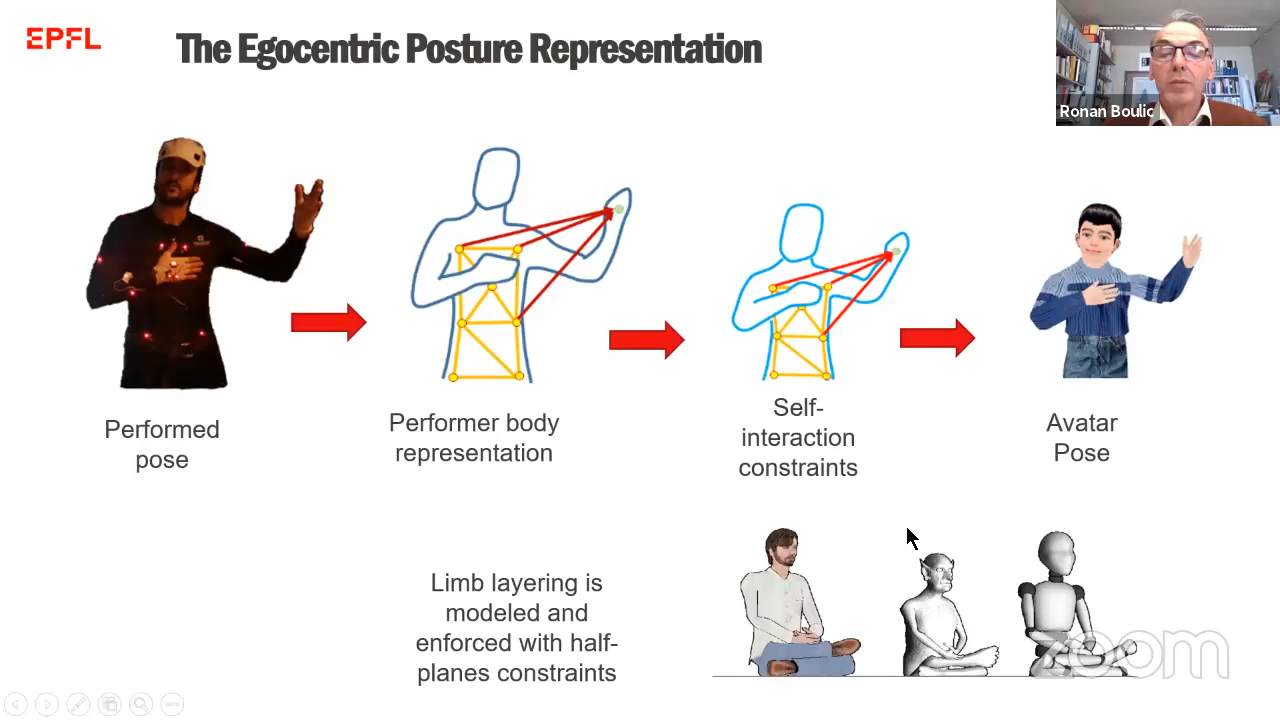 EPFL
The Egocentric Posture Representation
Ronan Boulic
Performed
pose
Performer body
representation
Self-
interaction
constraints
Avatar
Pose
Limb layering is
modeled and
enforced with half-
planes constraints
zoom